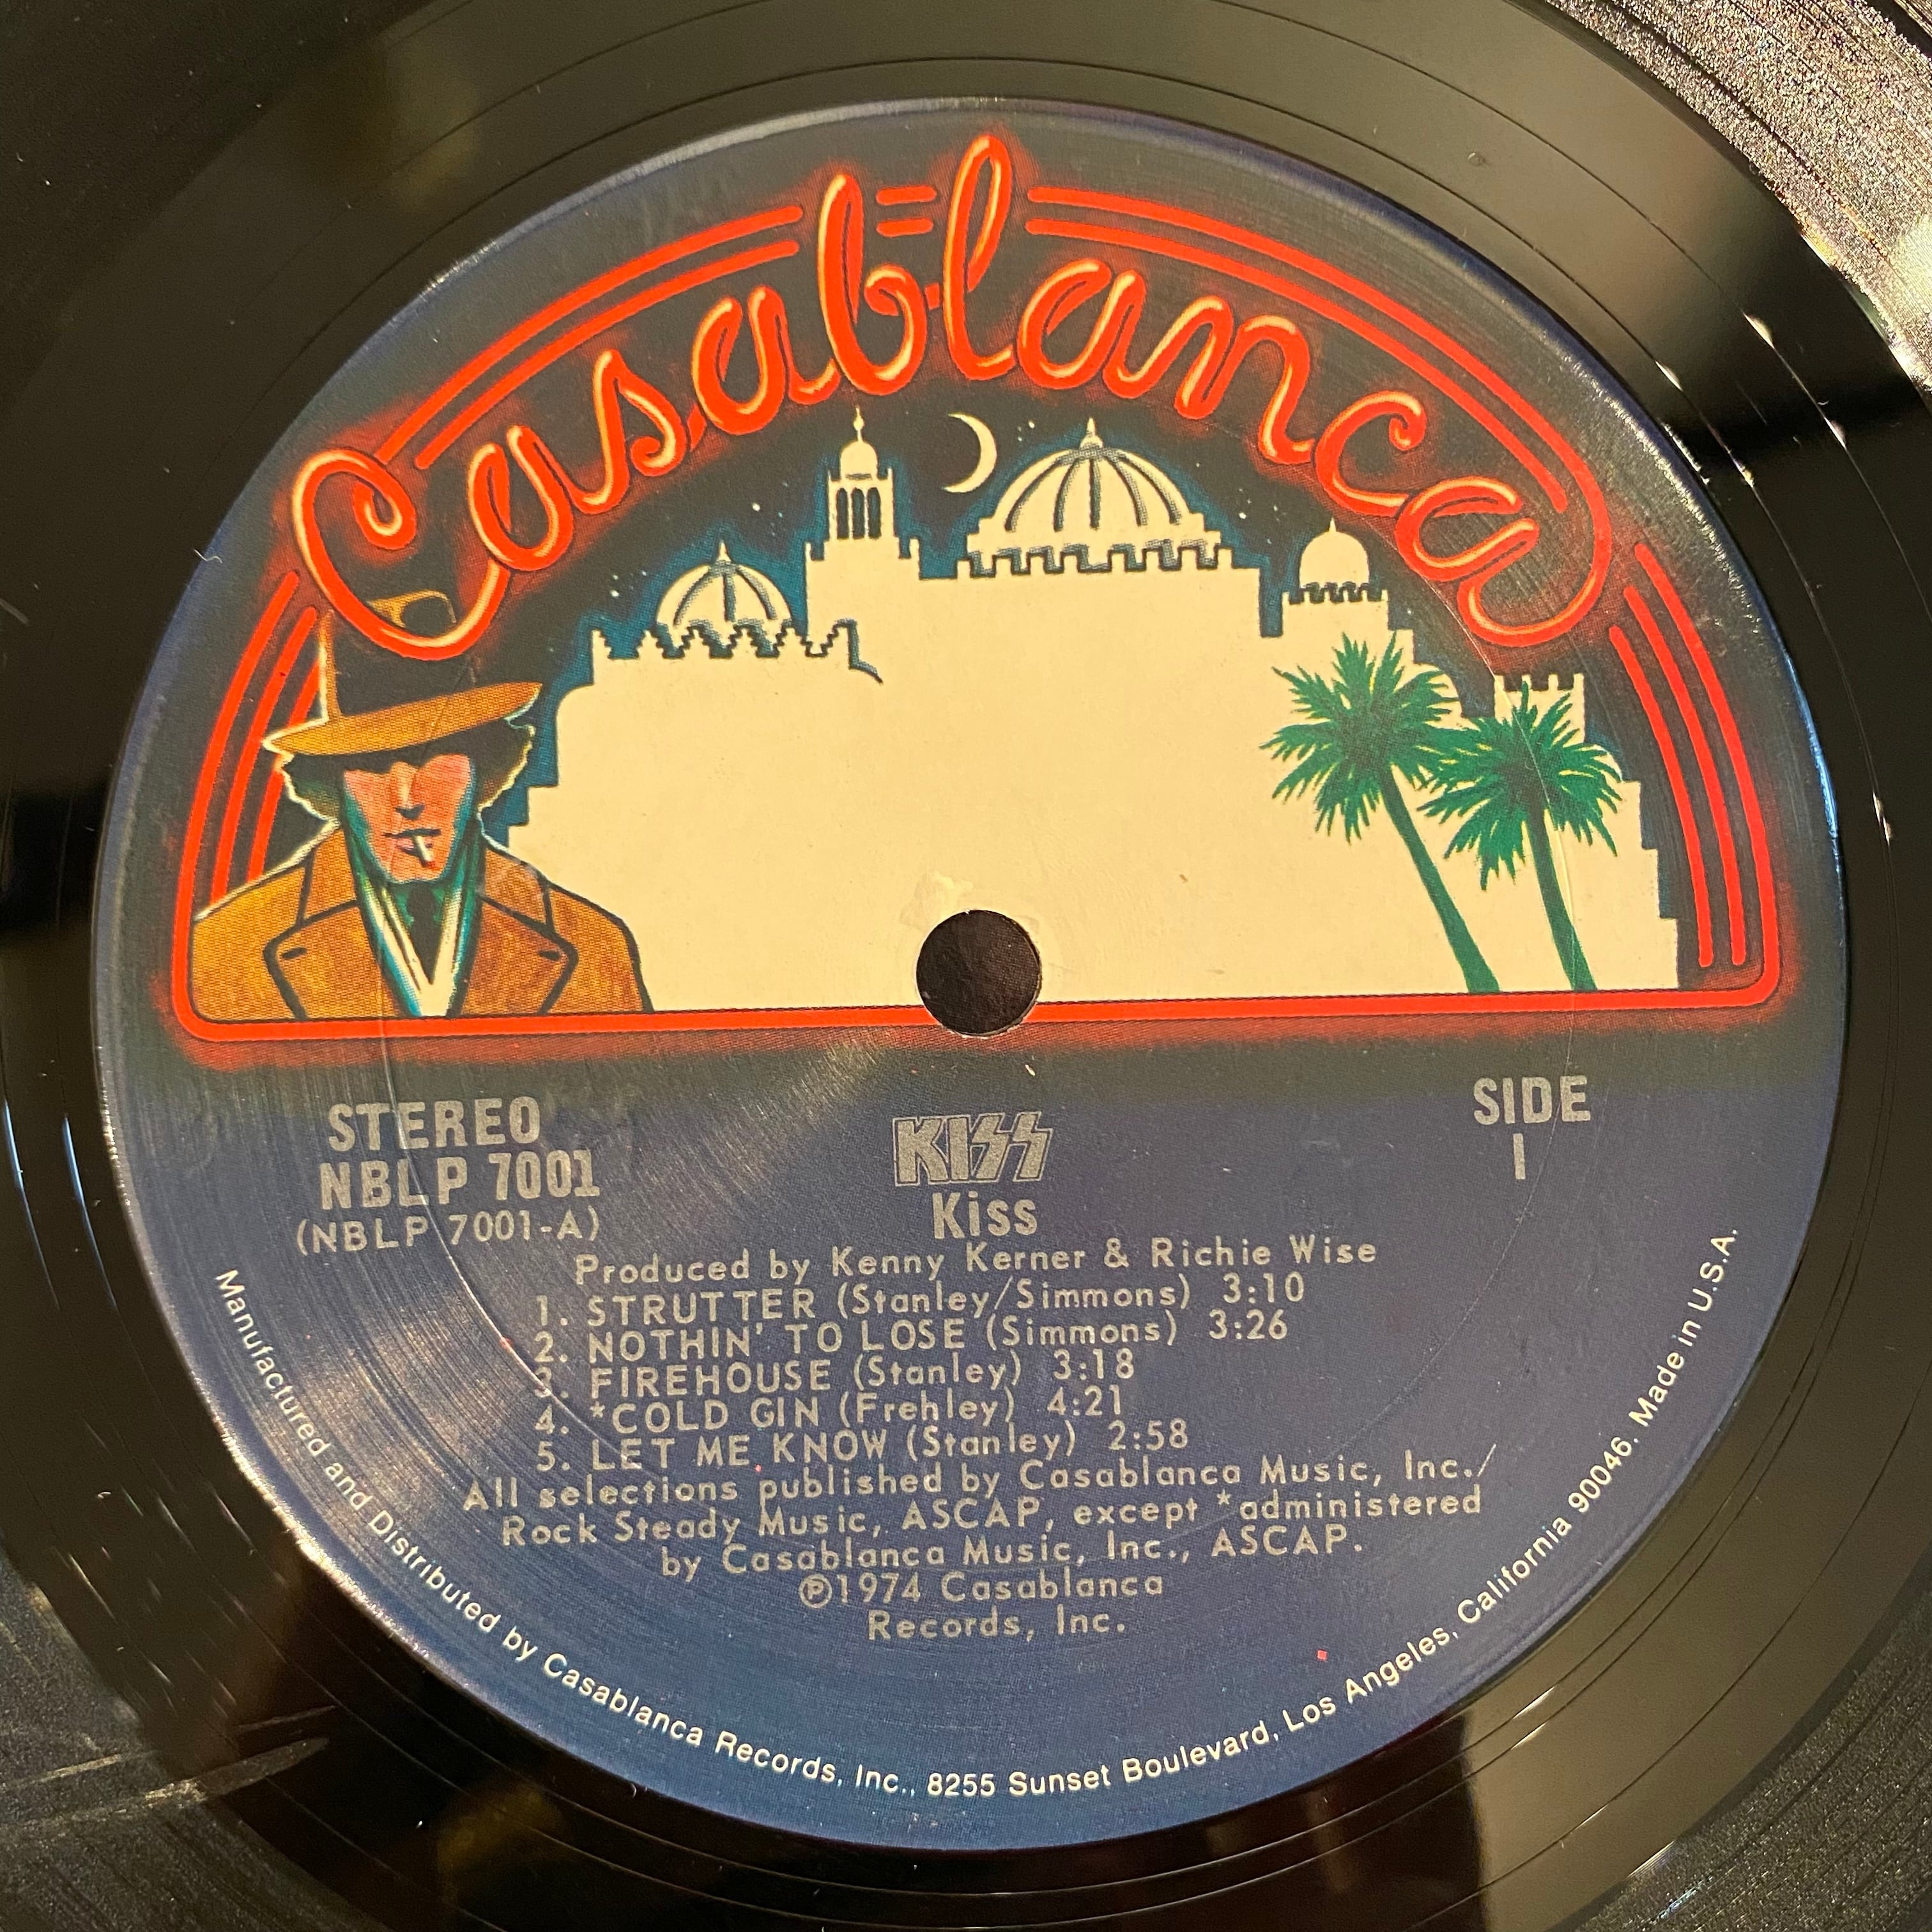 Casablanca
STEREO
NBLP 7001
(NBLP 7001-A)
SIDE
1
KISS
Kiss
Produced by Kenny Kerner & Richie Wise
1. STRUTTER (Stanley/Simmons) 3:10
2. NOTHIN' TO LOSE (Simmons) 3:26
3. FIREHOUSE (Stanley) 3:18
4. *COLD GIN (Frehley) 4:21
5. LET ME KNOW (Stanley) 2:58
All selections published by Casablanca Music, Inc./
Rock Steady Music, ASCAP, except *administered
by Casablanca Music, Inc., ASCAP.
℗1974 Casablanca
Records, Inc.
Manufactured and Distributed by Casablanca Records, Inc., 8255 Sunset Boulevard, Los Angeles, California 90046. Made in U.S.A.